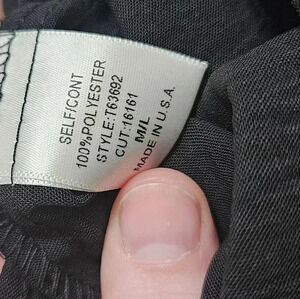 SELF/CONT
100%POLYESTER
STYLE:T63692
CUT:16161
M/L
MADE IN U.S.A.